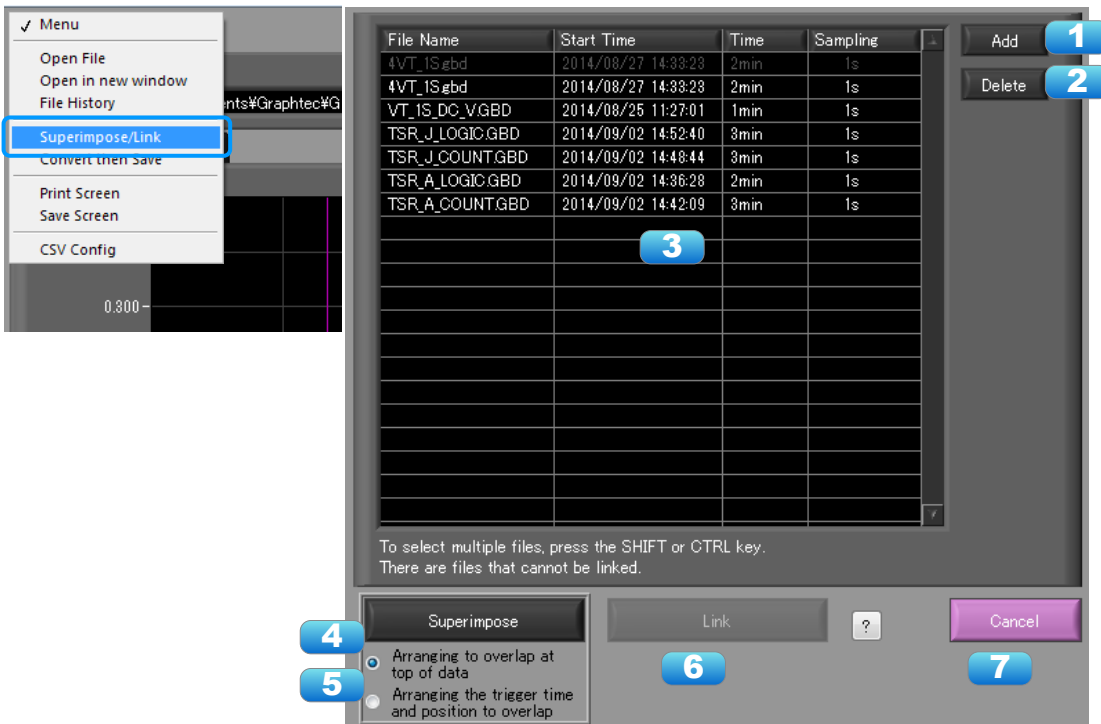 ✓ Menu
Open File
Open in new window
File History
Superimpose/Link
Convert then Save
Print Screen
Save Screen
CSV Config
ents¥Graphtec¥G
0.300
File Name Start Time Time Sampling
4VT_1S.gbd 2014/08/27 14:33:23 2min 1s
4VT_1S.gbd 2014/08/27 14:33:23 2min 1s
VT_1S_DC_V.GBD 2014/08/25 11:27:01 1min 1s
TSR_J_LOGIC.GBD 2014/09/02 14:52:40 3min 1s
TSR_J_COUNT.GBD 2014/09/02 14:48:44 3min 1s
TSR_A_LOGIC.GBD 2014/09/02 14:36:28 2min 1s
TSR_A_COUNT.GBD 2014/09/02 14:42:09 3min 1s
Add 1
Delete 2
3
To select multiple files, press the SHIFT or CTRL key.
There are files that cannot be linked.
Superimpose
Link
?
Cancel
4
Arranging to overlap at
top of data
5
Arranging the trigger time
and position to overlap
6
7